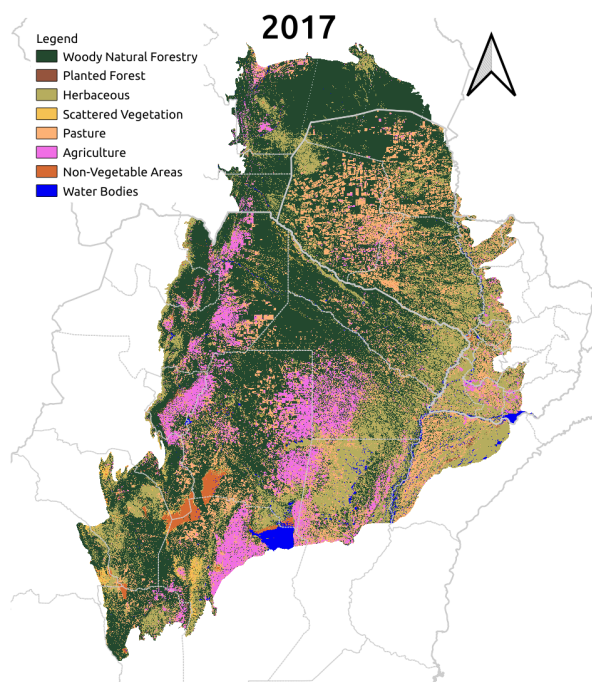 2017
Legend
Woody Natural Forestry
Planted Forest
Herbaceous
Scattered Vegetation
Pasture
Agriculture
Non-Vegetable Areas
Water Bodies